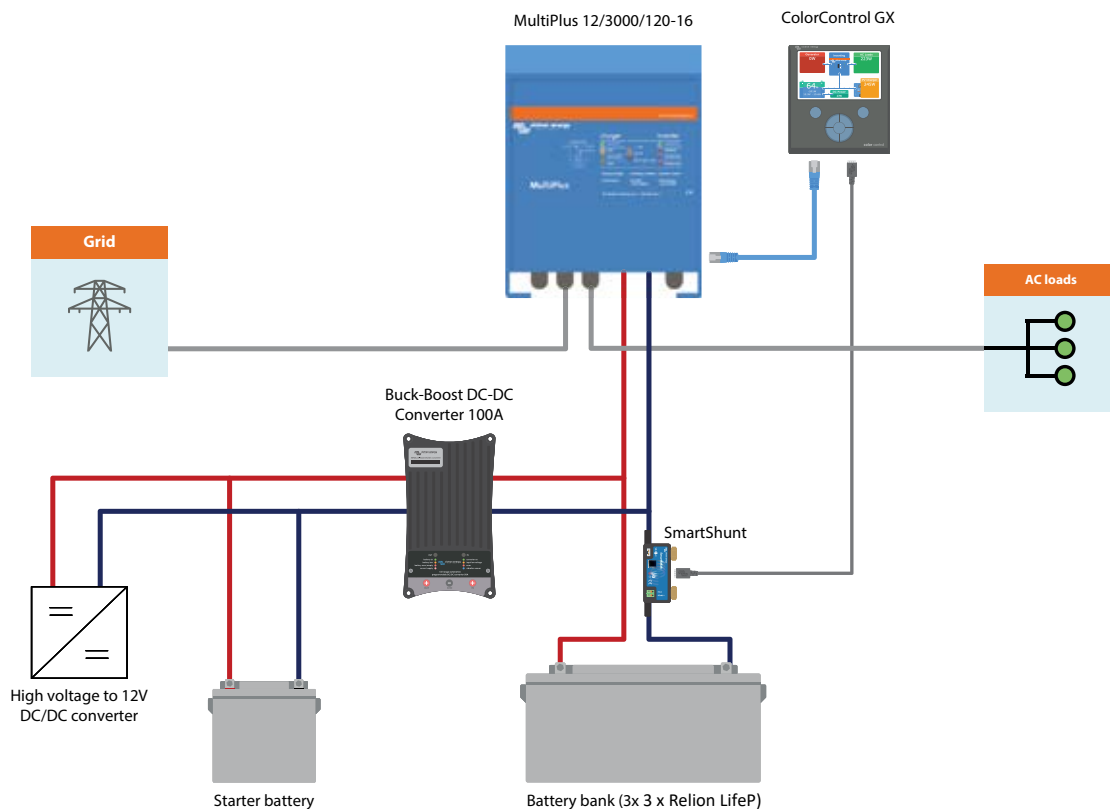 MultiPlus 12/3000/120-16
ColorControl GX
MultiPlus
Grid
AC loads
Buck-Boost DC-DC
Converter 100A
SmartShunt
High voltage to 12V
DC/DC converter
Starter battery
Battery bank (3x 3 x Relion LifeP)